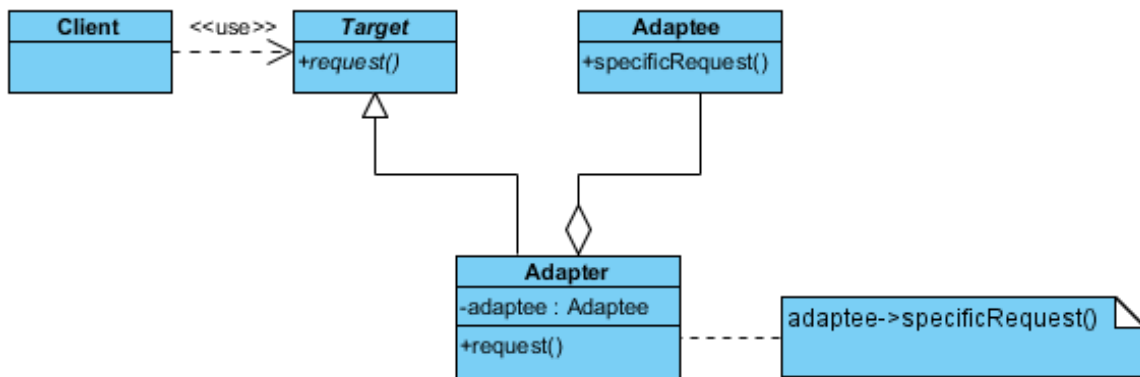 Client
<<use>>
Target
+request()
Adaptee
+specificRequest()
Adapter
-adaptee : Adaptee
+request()
adaptee->specificRequest()